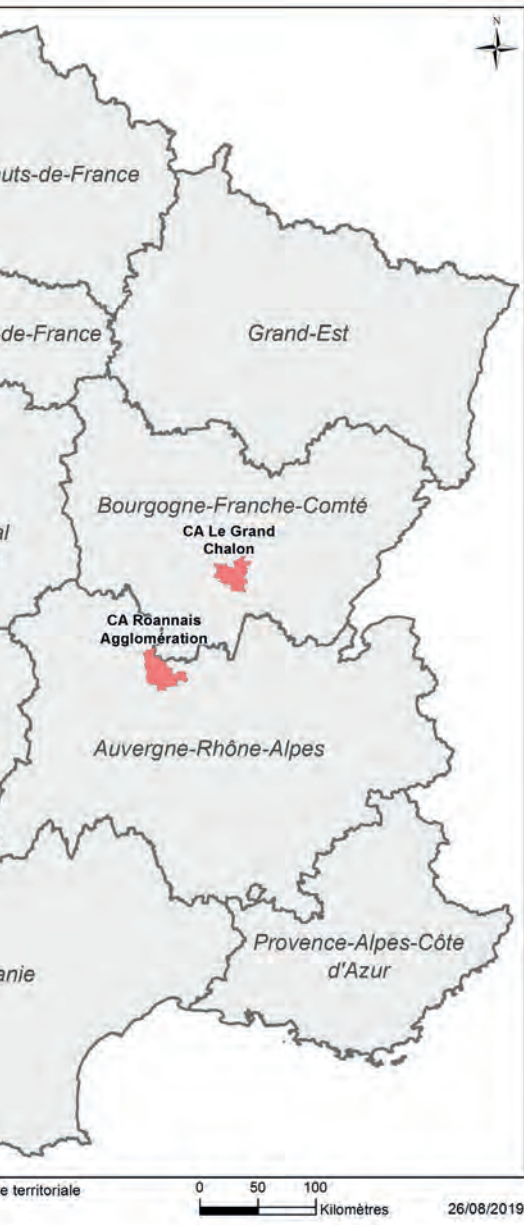 N
uts-de-France
de-France
Grand-Est
Bourgogne-Franche-Comté
al
CA Le Grand
Chalon
CA Roannais
Agglomération
Auvergne-Rhône-Alpes
Provence-Alpes-Côte
d'Azur
anie
e territoriale
0 50 100
Kilomètres
26/08/2019